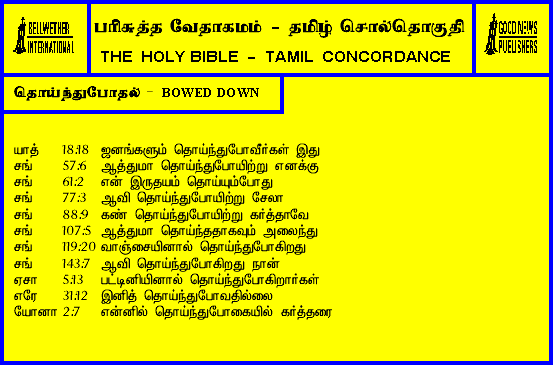 BELLWETHER
INTERNATIONAL
பரிசுத்த வேதாகமம் - தமிழ் சொல்தொகுதி
THE HOLY BIBLE - TAMIL CONCORDANCE
GOOD NEWS
PUBLISHERS
தொய்ந்துபோதல் - BOWED DOWN
யாத் 18:18 ஜனங்களும் தொய்ந்துபோவீர்கள் இது
சங் 57:6 ஆத்துமா தொய்ந்துபோயிற்று எனக்கு
சங் 61:2 என் இருதயம் தொய்யும்போது
சங் 77:3 ஆவி தொய்ந்துபோயிற்று சேலா
சங் 88:9 கண் தொய்ந்துபோயிற்று கர்த்தாவே
சங் 107:5 ஆத்துமா தொய்ந்ததாகவும் அலைந்து
சங் 119:20 வாஞ்சையினால் தொய்ந்துபோகிறது
சங் 143:7 ஆவி தொய்ந்துபோகிறது நான்
ஏசா 5:13 பட்டினியினால் தொய்ந்துபோகிறார்கள்
எரே 31:12 இனித் தொய்ந்துபோவதில்லை
யோனா 2:7 என்னில் தொய்ந்துபோகையில் கர்த்தரை